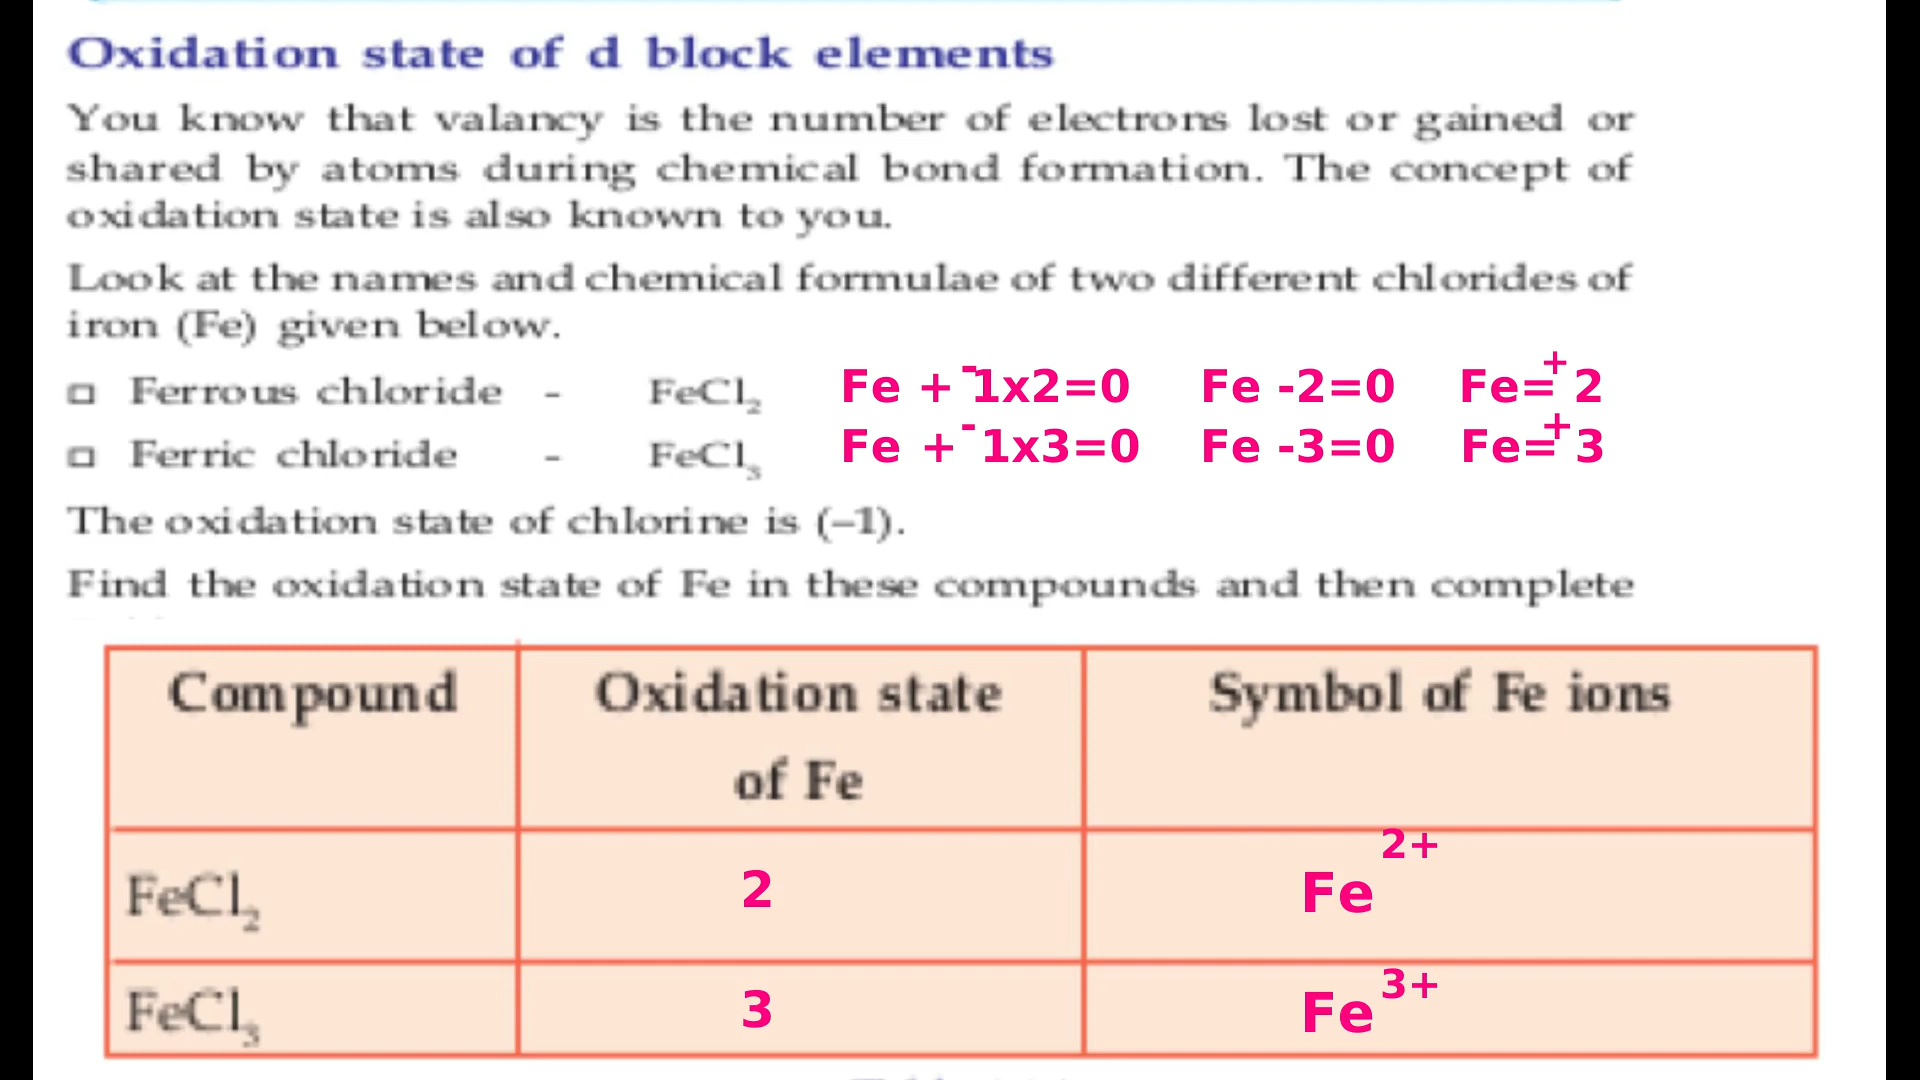 Oxidation state of d block elements
You know that valancy is the number of electrons lost or gained or
shared by atoms during chemical bond formation. The concept of
oxidation state is also known to you.
Look at the names and chemical formulae of two different chlorides of
iron (Fe) given below.
□ Ferrous chloride - FeCl₂ Fe + ⁻1x2=0 Fe -2=0 Fe=⁺2
□ Ferric chloride - FeCl₃ Fe + ⁻1x3=0 Fe -3=0 Fe=⁺3
The oxidation state of chlorine is (–1).
Find the oxidation state of Fe in these compounds and then complete
Compound Oxidation state Symbol of Fe ions
of Fe
FeCl₂ 2 Fe²⁺
FeCl₃ 3 Fe³⁺